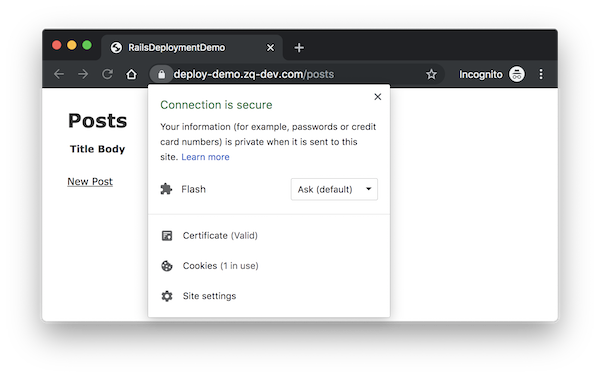 RailsDeploymentDemo
deploy-demo.zq-dev.com/posts
Incognito
Posts
Title Body
New Post
Connection is secure
Your information (for example, passwords or credit
card numbers) is private when it is sent to this
site. Learn more
Flash
Ask (default)
Certificate (Valid)
Cookies (1 in use)
Site settings